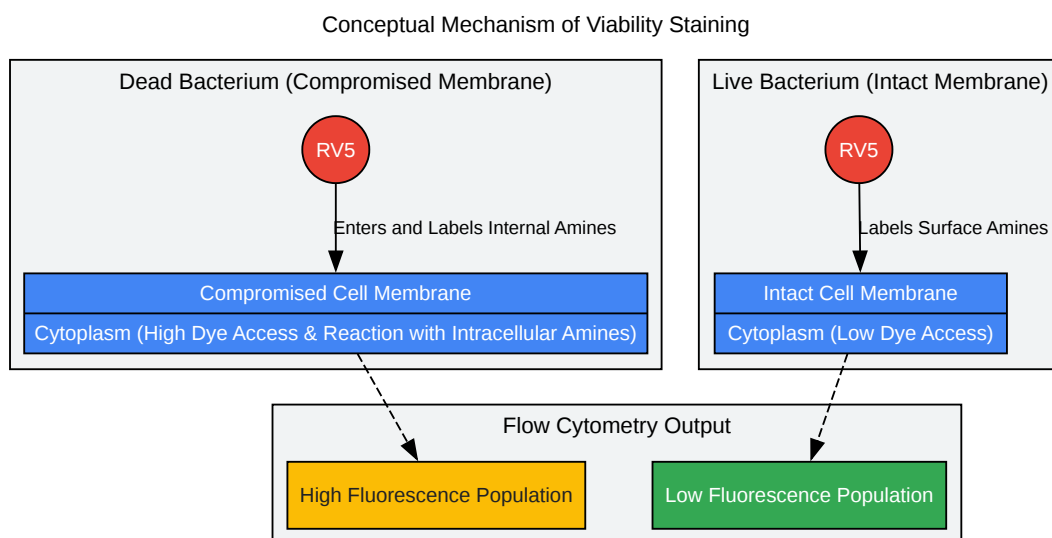 Conceptual Mechanism of Viability Staining
Dead Bacterium (Compromised Membrane)
RV5
Enters and Labels Internal Amines
Compromised Cell Membrane
Cytoplasm (High Dye Access & Reaction with Intracellular Amines)
Live Bacterium (Intact Membrane)
RV5
Labels Surface Amines
Intact Cell Membrane
Cytoplasm (Low Dye Access)
Flow Cytometry Output
High Fluorescence Population
Low Fluorescence Population